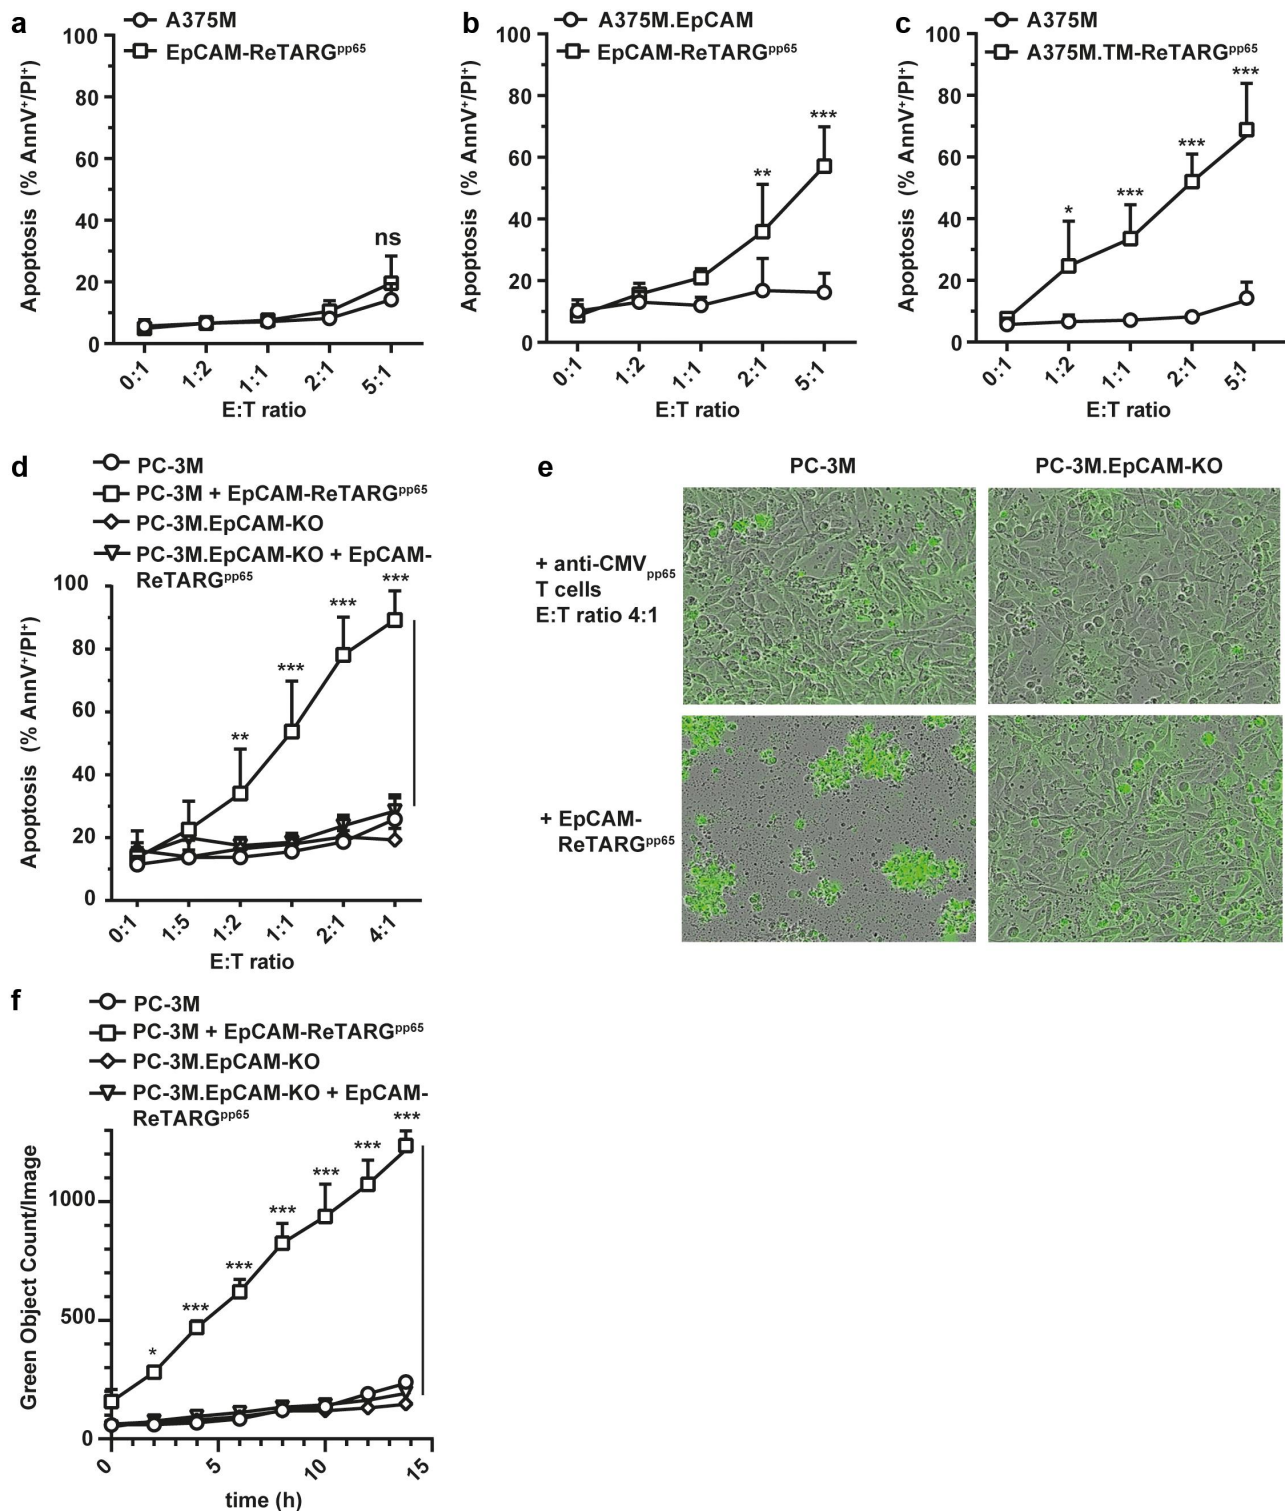 a
A375M
EpCAM-ReTARGpp65
100
80
60
40
20
0
Apoptosis (% AnnV+/PI+)
ns
0:1
1:2
1:1
2:1
5:1
E:T ratio
b
A375M.EpCAM
EpCAM-ReTARGpp65
100
80
60
40
20
0
Apoptosis (% AnnV+/PI+)
**
***
0:1
1:2
1:1
2:1
5:1
E:T ratio
c
A375M
A375M.TM-ReTARGpp65
100
80
60
40
20
0
Apoptosis (% AnnV+/PI+)
*
***
***
***
0:1
1:2
1:1
2:1
5:1
E:T ratio
d
PC-3M
PC-3M + EpCAM-ReTARGpp65
PC-3M.EpCAM-KO
PC-3M.EpCAM-KO + EpCAM-
ReTARGpp65
100
80
60
40
20
0
Apoptosis (% AnnV+/PI+)
**
***
***
***
0:1
1:5
1:2
1:1
2:1
4:1
E:T ratio
e
PC-3M
PC-3M.EpCAM-KO
+ anti-CMVpp65
T cells
E:T ratio 4:1
+ EpCAM-
ReTARGpp65
f
PC-3M
PC-3M + EpCAM-ReTARGpp65
PC-3M.EpCAM-KO
PC-3M.EpCAM-KO + EpCAM-
ReTARGpp65
1000
500
0
Green Object Count/Image
*
***
***
***
***
***
***
0
5
10
15
time (h)